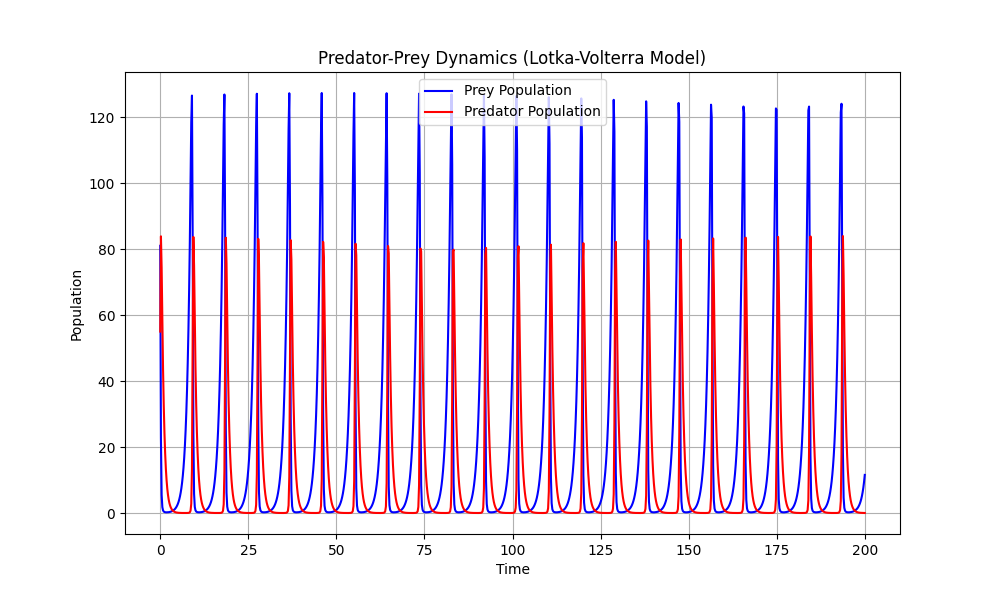 Predator-Prey Dynamics (Lotka-Volterra Model)
Prey Population
Predator Population
120
100
80
60
40
20
0
Population
0 25 50 75 100 125 150 175 200
Time